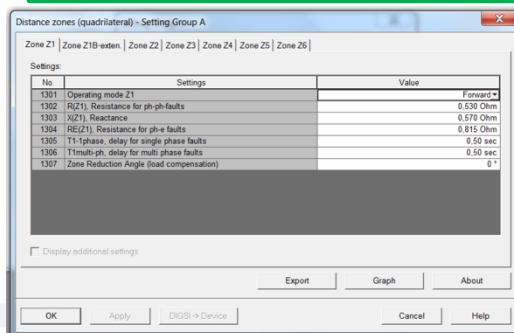 Distance zones (quadrilateral) - Setting Group A
Zone Z1 Zone Z1B-exten. Zone Z2 Zone Z3 Zone Z4 Zone Z5 Zone Z6
Settings:
No. Settings Value
1301 Operating mode Z1 Forward
1302 R(Z1), Resistance for ph-ph-faults 0,530 Ohm
1303 X(Z1), Reactance 0,570 Ohm
1304 RE(Z1), Resistance for ph-e faults 0,815 Ohm
1305 T1-1phase, delay for single phase faults 0,50 sec
1306 T1multi-ph, delay for multi phase faults 0,50 sec
1307 Zone Reduction Angle (load compensation) 0 °
Display additional settings
Export Graph About
OK Apply DIGSI -> Device Cancel Help